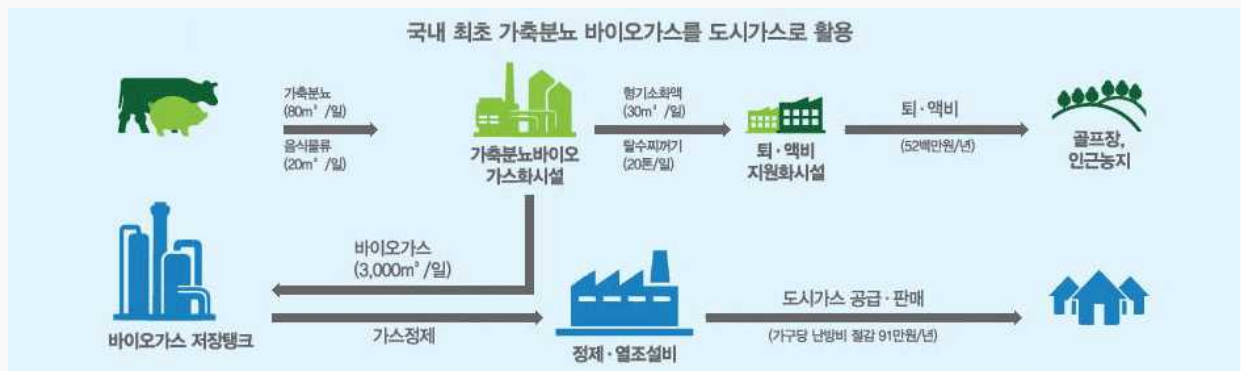 국내 최초 가축분뇨 바이오가스를 도시가스로 활용
가축분뇨
(80m³ /일)
음식물류
(20m³ /일)
가축분뇨바이오
가스화시설
혐기소화액
(30m³ /일)
탈수찌꺼기
(20톤/일)
퇴·액비
지원화시설
퇴·액비
(52백만원/년)
골프장,
인근농지
바이오가스 저장탱크
바이오가스
(3,000m³ /일)
가스정제
정제·열조설비
도시가스 공급·판매
(가구당 난방비 절감 91만원/년)